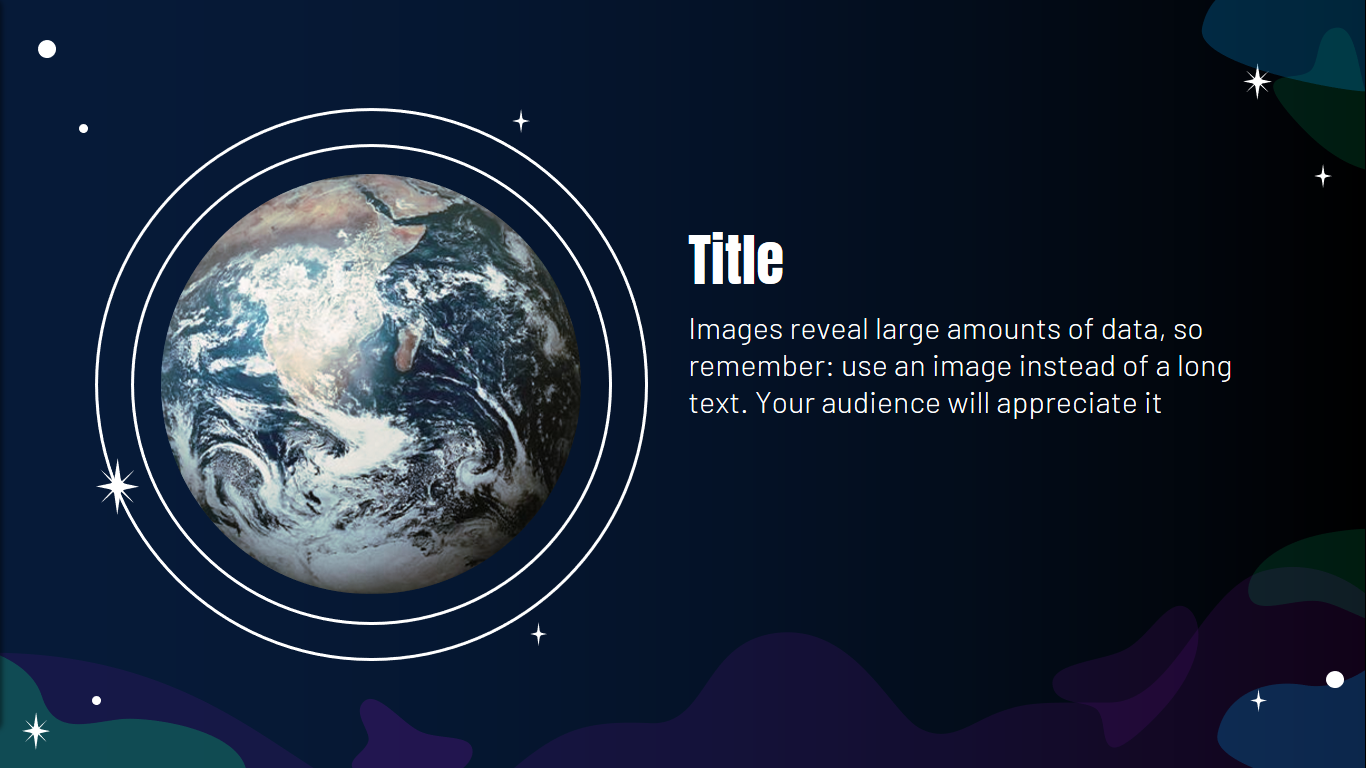 Title
Images reveal large amounts of data, so
remember: use an image instead of a long
text. Your audience will appreciate it